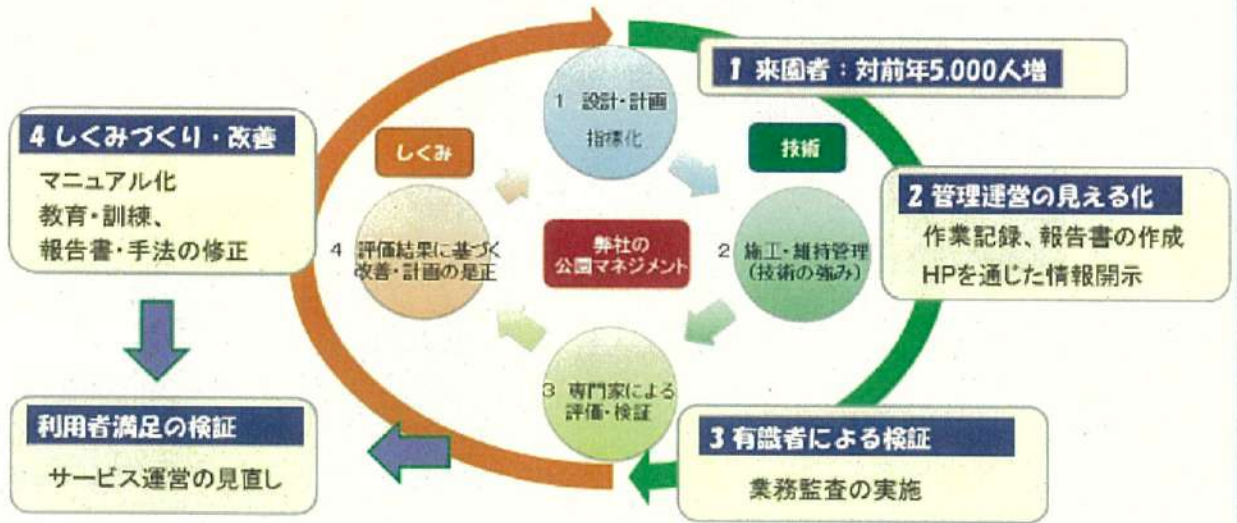 1 来園者：対前年5.000人増
1 設計・計画
指標化
4 しくみづくり・改善
マニュアル化
教育・訓練、
報告書・手法の修正
しくみ
技術
2 管理運営の見える化
作業記録、報告書の作成
HPを通じた情報開示
4 評価結果に基づく
改善・計画の是正
弊社の
公園マネジメント
2 施工・維持管理
(技術の強み)
3 専門家による
評価・検証
利用者満足の検証
サービス運営の見直し
3 有識者による検証
業務監査の実施